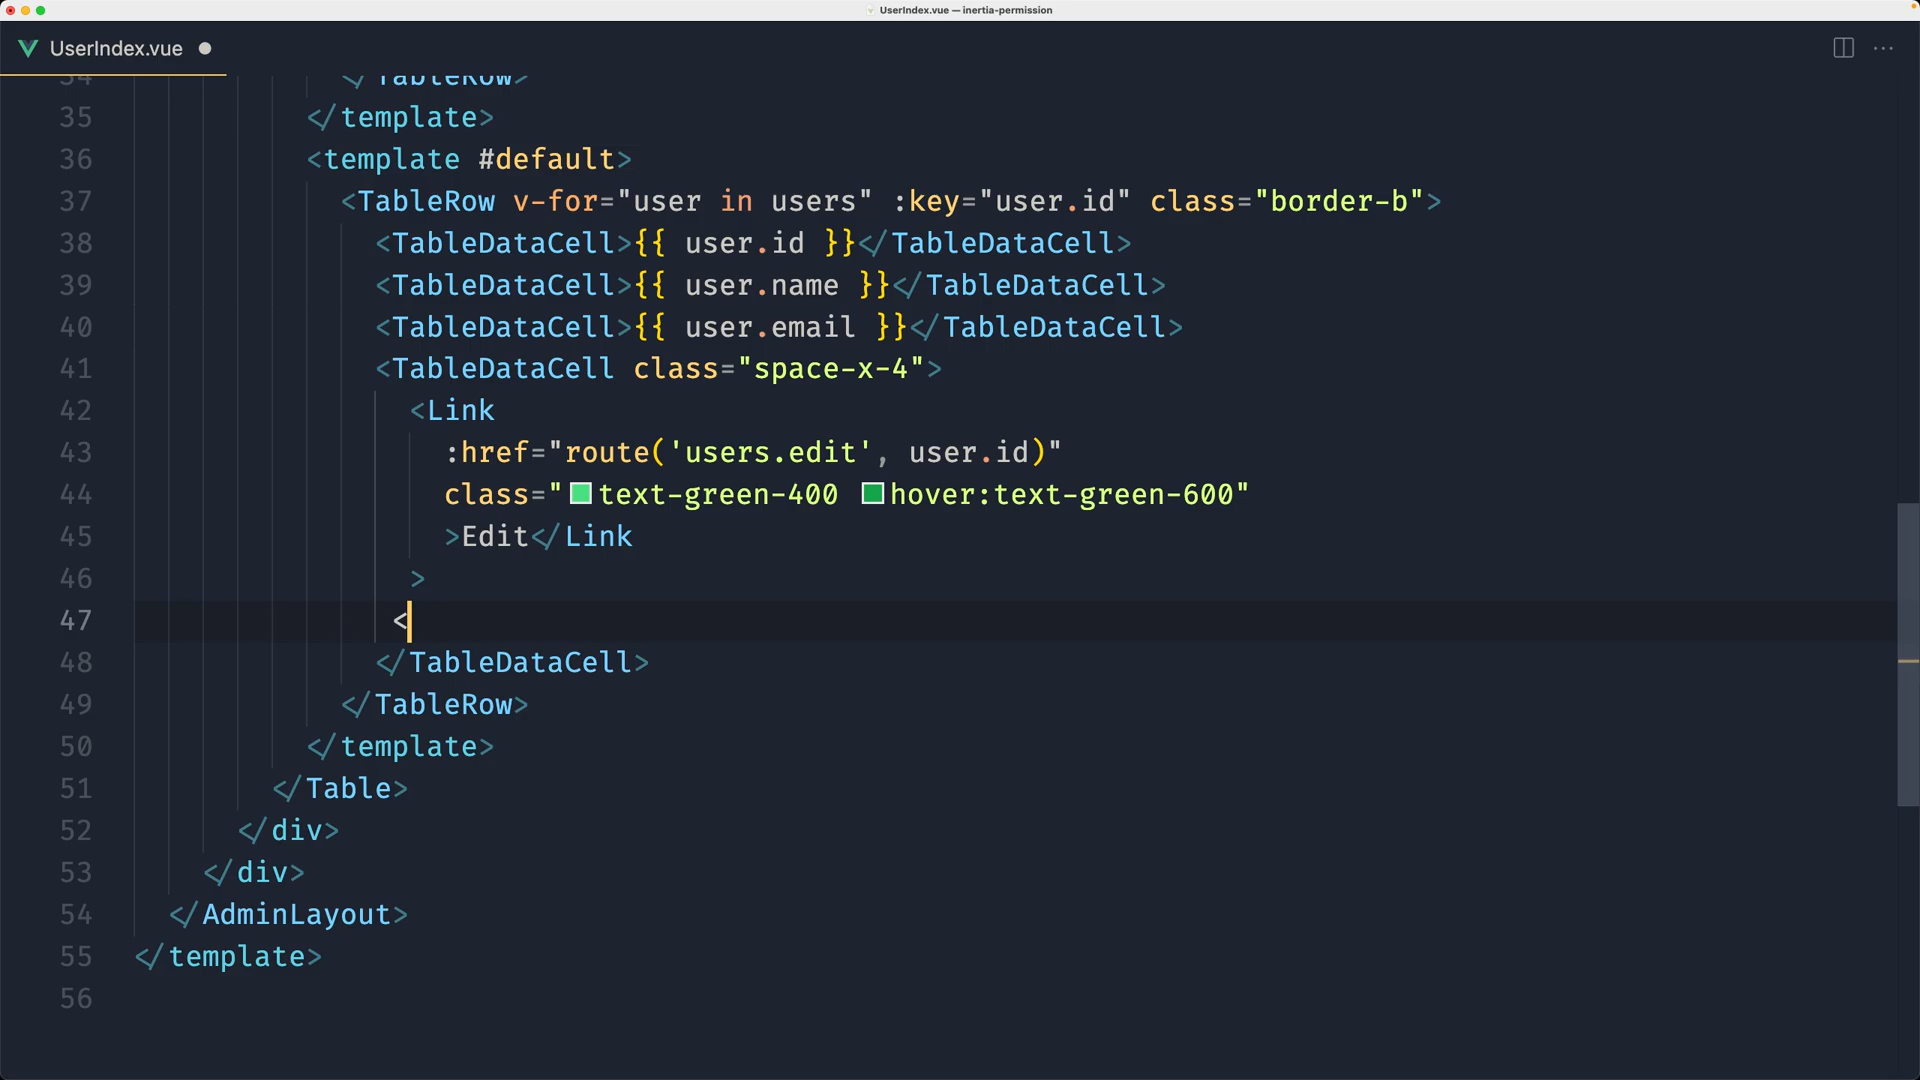 UserIndex.vue — inertia-permission
UserIndex.vue
34 </TableRow>
35 </template>
36 <template #default>
37 <TableRow v-for="user in users" :key="user.id" class="border-b">
38 <TableDataCell>{{ user.id }}</TableDataCell>
39 <TableDataCell>{{ user.name }}</TableDataCell>
40 <TableDataCell>{{ user.email }}</TableDataCell>
41 <TableDataCell class="space-x-4">
42 <Link
43 :href="route('users.edit', user.id)"
44 class="text-green-400 hover:text-green-600"
45 >Edit</Link
46 >
47 <
48 </TableDataCell>
49 </TableRow>
50 </template>
51 </Table>
52 </div>
53 </div>
54 </AdminLayout>
55 </template>
56